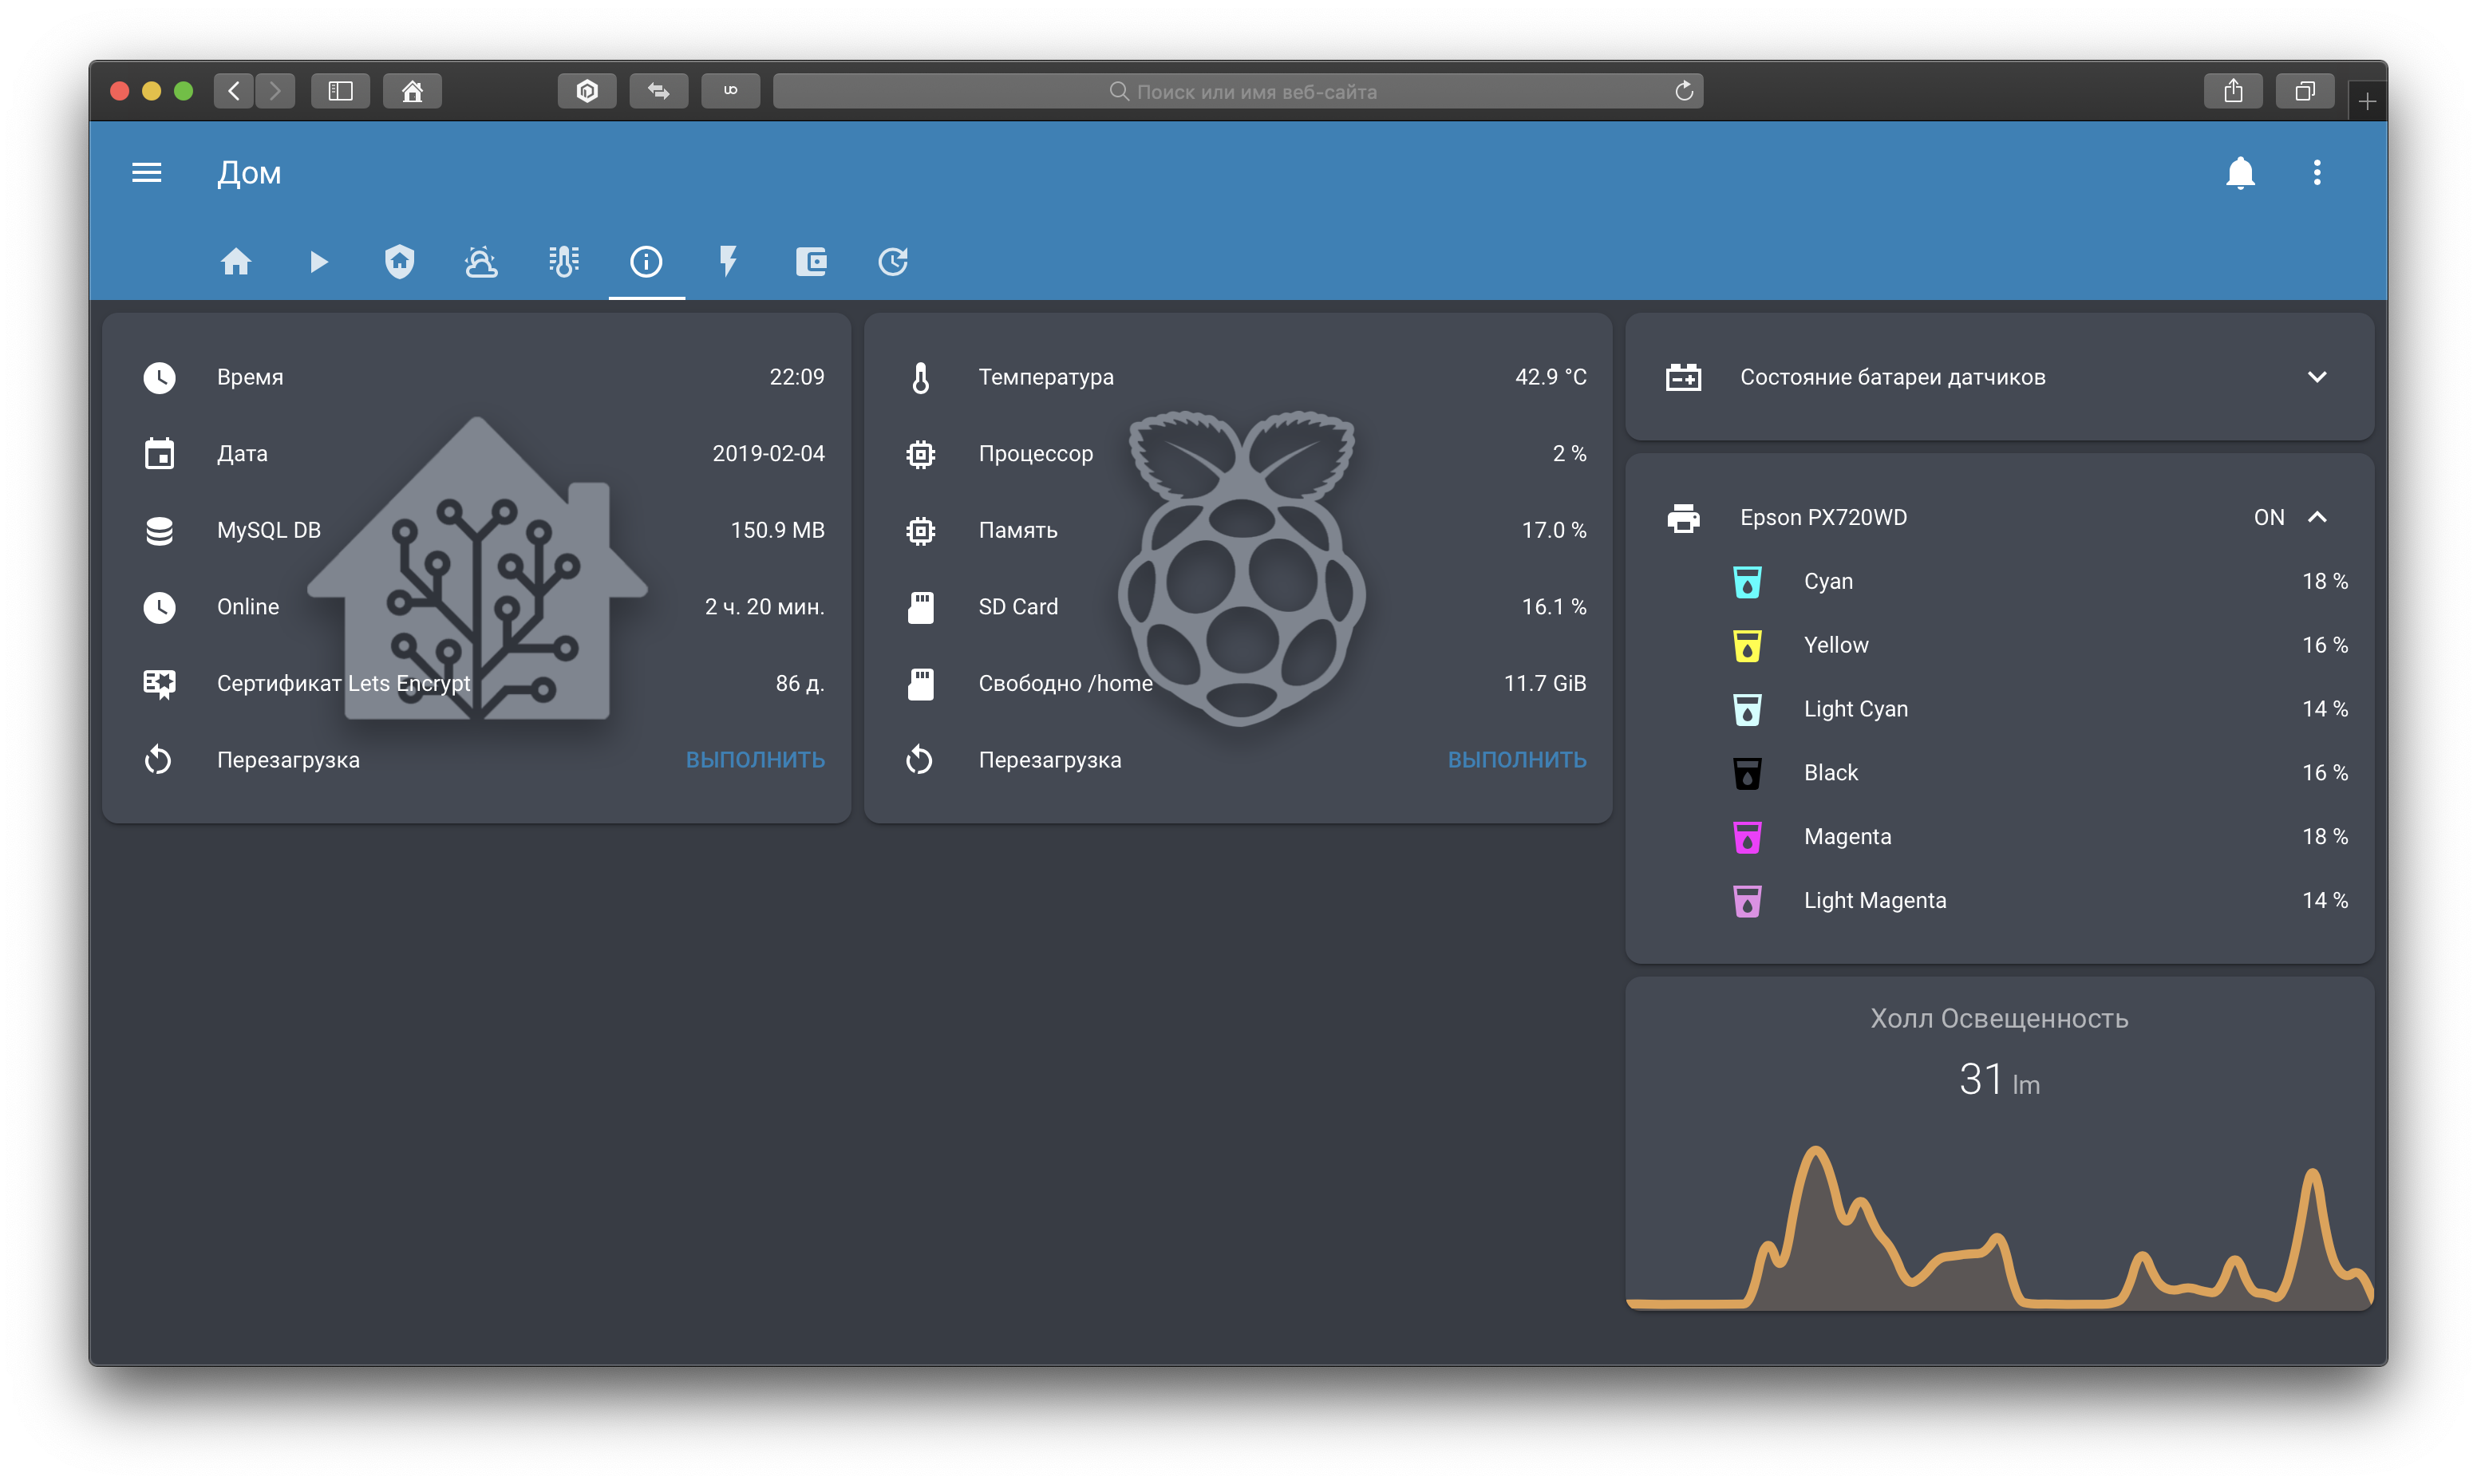 Поиск или имя веб-сайта
Дом
Время 22:09
Дата 2019-02-04
MySQL DB 150.9 MB
Online 2 ч. 20 мин.
Сертификат Lets Encrypt 86 д.
Перезагрузка ВЫПОЛНИТЬ
Температура 42.9 °C
Процессор 2 %
Память 17.0 %
SD Card 16.1 %
Свободно /home 11.7 GiB
Перезагрузка ВЫПОЛНИТЬ
Состояние батареи датчиков
Epson PX720WD ON
Cyan 18 %
Yellow 16 %
Light Cyan 14 %
Black 16 %
Magenta 18 %
Light Magenta 14 %
Холл Освещенность
31 lm